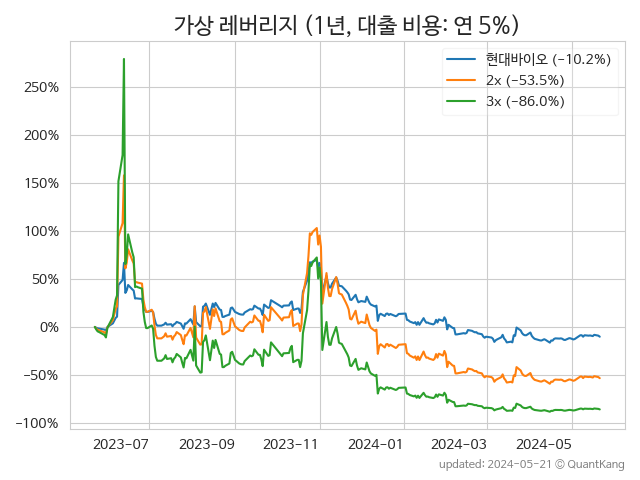 가상 레버리지 (1년, 대출 비용: 연 5%)
현대바이오 (−10.2%)
2x (−53.5%)
3x (−86.0%)
250%
200%
150%
100%
50%
0%
−50%
−100%
2023-07
2023-09
2023-11
2024-01
2024-03
2024-05
updated: 2024-05-21 © QuantKang